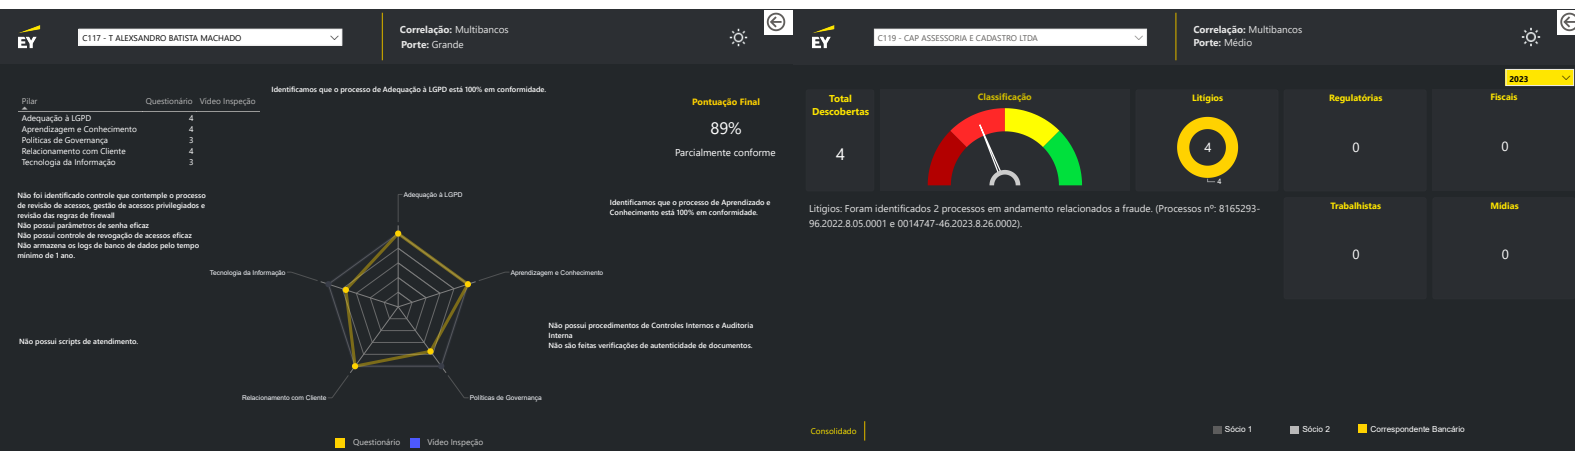 EY
C117 - T ALEXSANDRO BATISTA MACHADO
Correlação: Multibancos
Porte: Grande
Identificamos que o processo de Adequação à LGPD está 100% em conformidade.
Pilar Questionário Vídeo Inspeção
Adequação à LGPD 4
Aprendizagem e Conhecimento 4
Políticas de Governança 3
Relacionamento com Cliente 4
Tecnologia da Informação 3
Pontuação Final
89%
Parcialmente conforme
Não foi identificado controle que contemple o processo
de revisão de acessos, gestão de acessos privilegiados e
revisão das regras de firewall
Não possui parâmetros de senha eficaz
Não possui controle de revogação de acessos eficaz
Não armazena os logs de banco de dados pelo tempo
mínimo de 1 ano.
Adequação à LGPD
Identificamos que o processo de Aprendizado e
Conhecimento está 100% em conformidade.
Tecnologia da Informação
Aprendizagem e Conhecimento
Não possui procedimentos de Controles Internos e Auditoria
Interna
Não são feitas verificações de autenticidade de documentos.
Não possui scripts de atendimento.
Relacionamento com Cliente
Políticas de Governança
Questionário Vídeo Inspeção
EY
C119 - CAP ASSESSORIA E CADASTRO LTDA
Correlação: Multibancos
Porte: Médio
2023
Total
Descobertas
4
Classificação
Litígios
4
4
Regulatórias
0
Fiscais
0
Litígios: Foram identificados 2 processos em andamento relacionados a fraude. (Processos nº: 8165293-
96.2022.8.05.0001 e 0014747-46.2023.8.26.0002).
Trabalhistas
0
Mídias
0
Consolidado
Sócio 1 Sócio 2 Correspondente Bancário